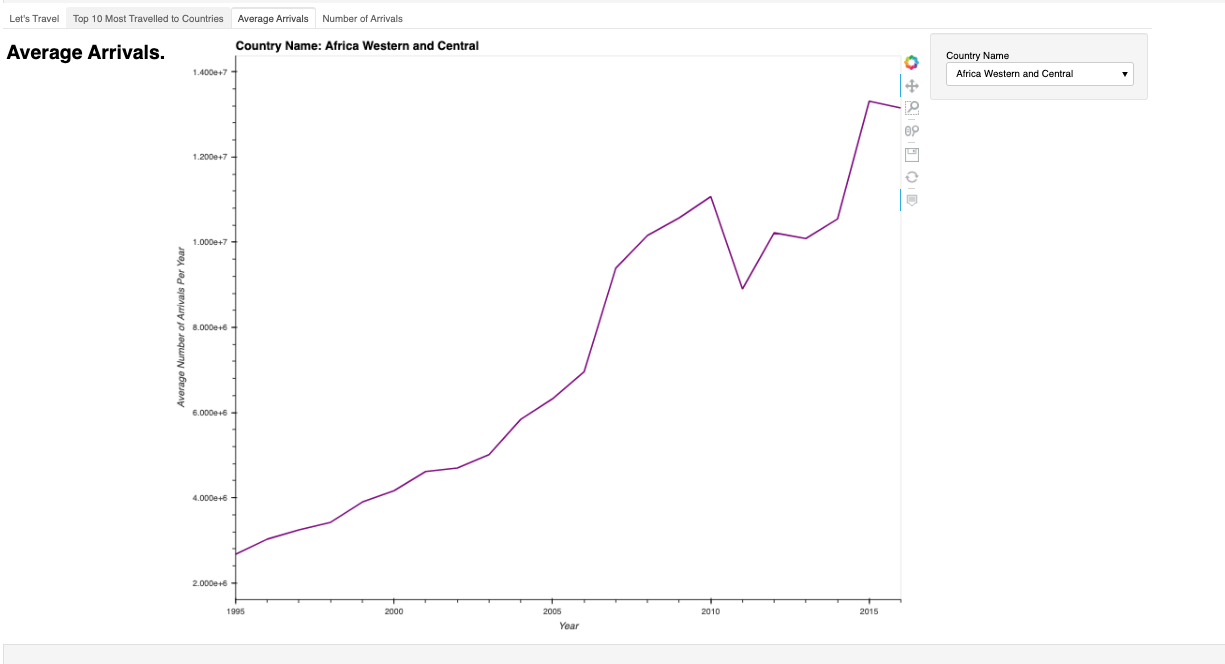 Let's Travel
Top 10 Most Travelled to Countries
Average Arrivals
Number of Arrivals
Average Arrivals.
Country Name: Africa Western and Central
Country Name
Africa Western and Central
1.400e+7
1.200e+7
1.000e+7
8.000e+6
6.000e+6
4.000e+6
2.000e+6
Average Number of Arrivals Per Year
1995
2000
2005
2010
2015
Year